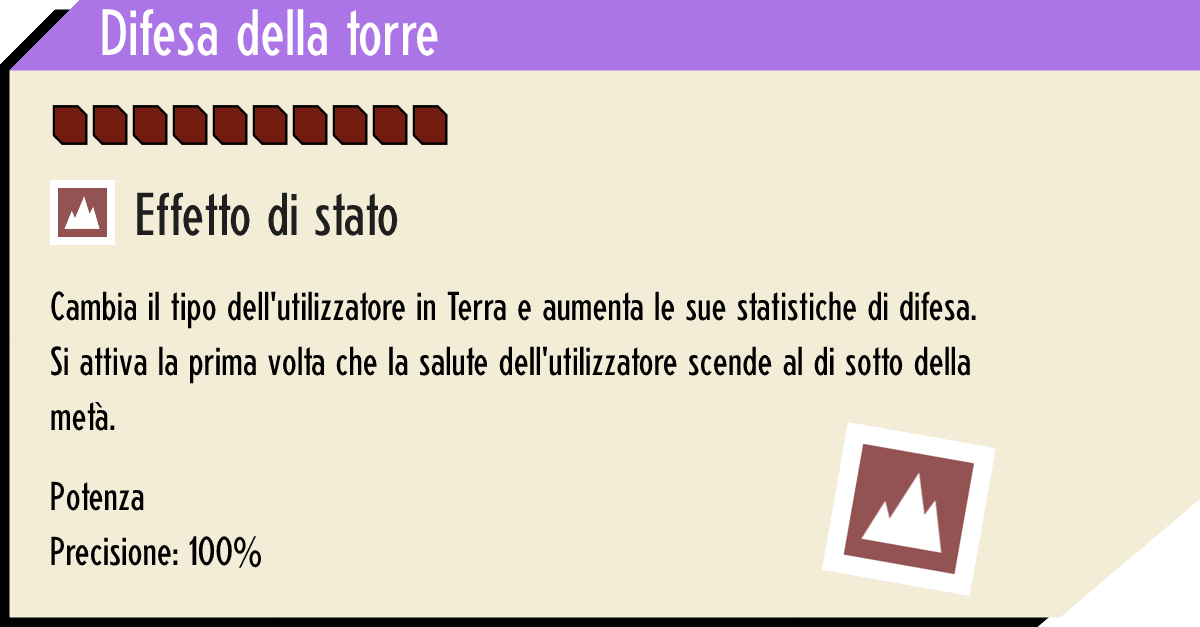 Difesa della torre
Effetto di stato
Cambia il tipo dell'utilizzatore in Terra e aumenta le sue statistiche di difesa.
Si attiva la prima volta che la salute dell'utilizzatore scende al di sotto della
metà.
Potenza
Precisione: 100%